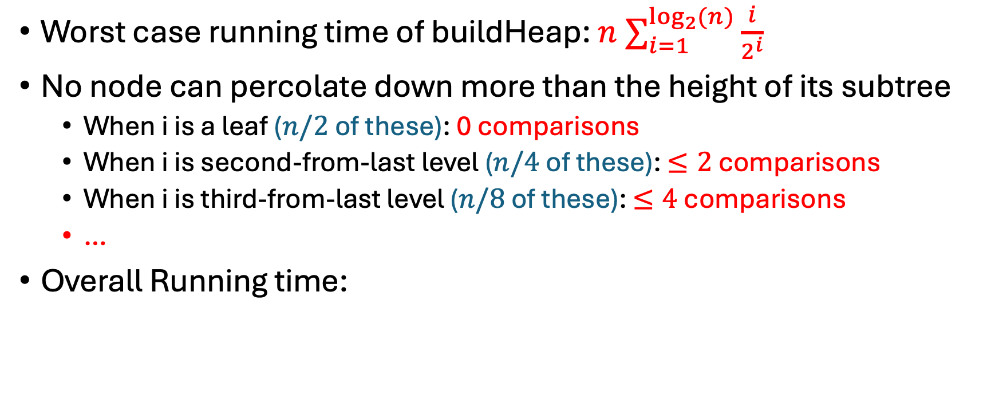 • Worst case running time of buildHeap: $n \sum_{i=1}^{\log_2(n)} \frac{i}{2^i}$
• No node can percolate down more than the height of its subtree
• When i is a leaf (n/2 of these): 0 comparisons
• When i is second-from-last level (n/4 of these): ≤ 2 comparisons
• When i is third-from-last level (n/8 of these): ≤ 4 comparisons
• ...
• Overall Running time: